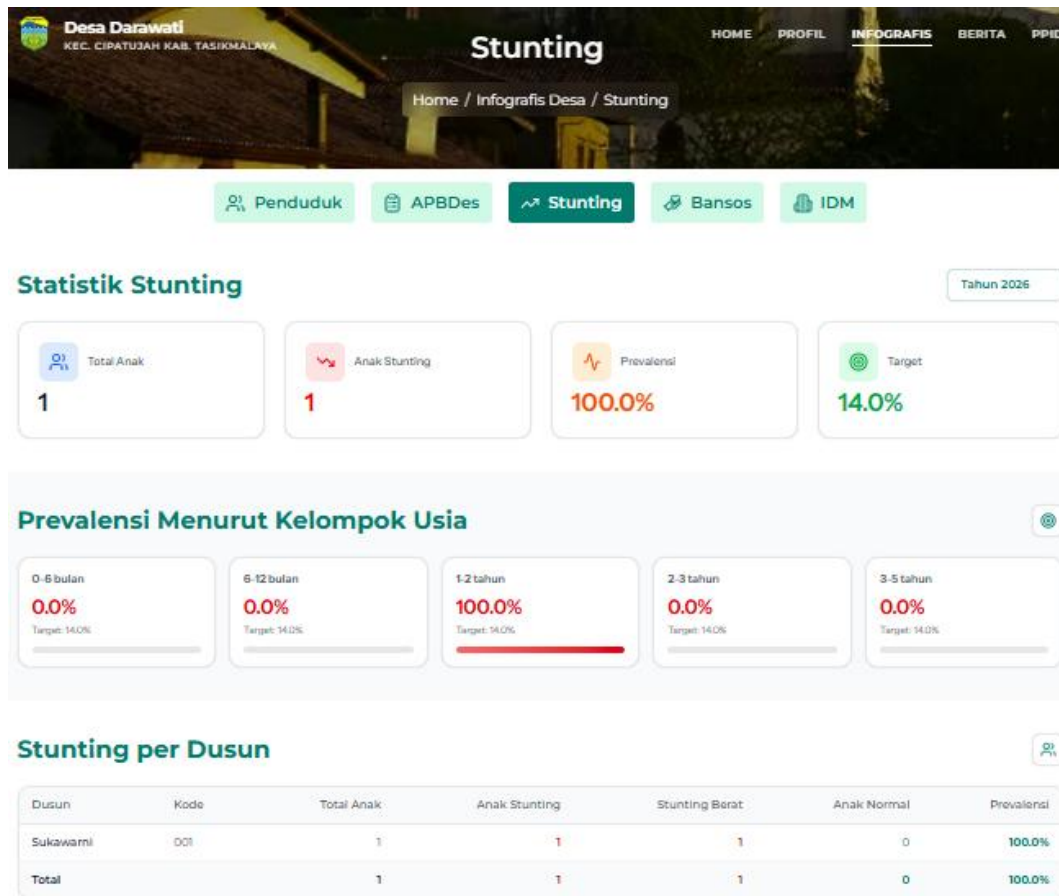 Desa Darawati
KEC. CIPATUJAH KAB. TASIKMALAYA
HOME PROFIL INFOGRAFIS BERITA PPID
Stunting
Home / Infografis Desa / Stunting
Penduduk APBDes Stunting Bansos IDM
Statistik Stunting
Tahun 2026
Total Anak Anak Stunting Prevalensi Target
1 1 100.0% 14.0%
Prevalensi Menurut Kelompok Usia
0-6 bulan 6-12 bulan 1-2 tahun 2-3 tahun 3-5 tahun
0.0% 0.0% 100.0% 0.0% 0.0%
Target: 14.0% Target: 14.0% Target: 14.0% Target: 14.0% Target: 14.0%
Stunting per Dusun
Dusun Kode Total Anak Anak Stunting Stunting Berat Anak Normal Prevalensi
Sukawarni 001 1 1 1 0 100.0%
Total 1 1 1 0 100.0%